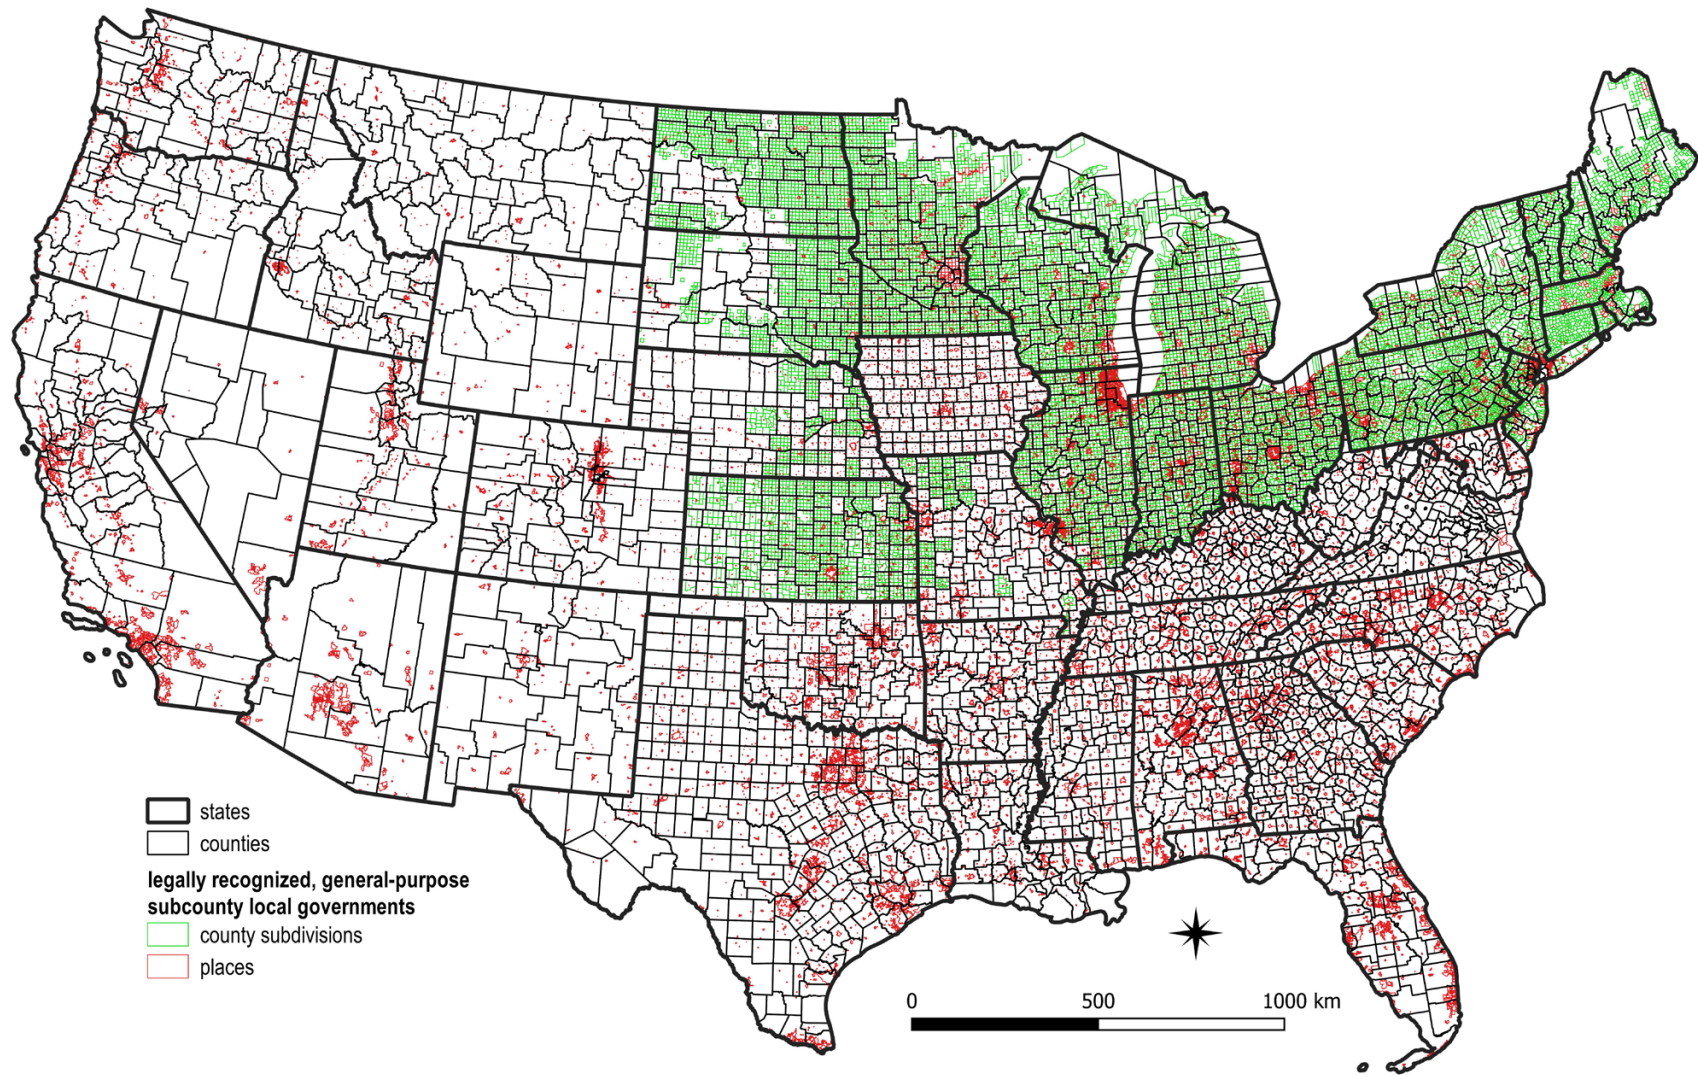 states
counties
legally recognized, general-purpose
subcounty local governments
county subdivisions
places
0 500 1000 km